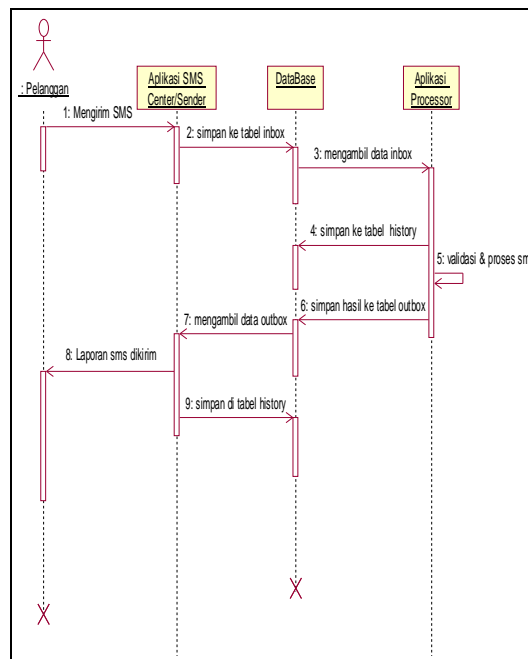 : Pelanggan
Aplikasi SMS
Center/Sender
DataBase
Aplikasi
Processor
1: Mengirim SMS
2: simpan ke tabel inbox
3: mengambil data inbox
4: simpan ke tabel history
5: validasi & proses sm
6: simpan hasil ke tabel outbox
7: mengambil data outbox
8: Laporan sms dikirim
9: simpan di tabel history